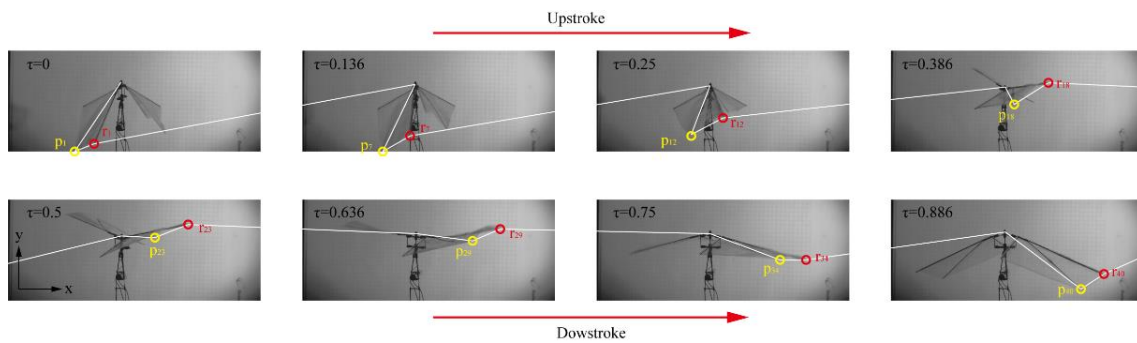 Upstroke
τ=0
p1
r1
τ=0.136
p7
r7
τ=0.25
p12
r12
τ=0.386
p18
r18
τ=0.5
y
x
p23
r23
τ=0.636
p29
r29
τ=0.75
p34
r34
τ=0.886
p40
r40
Dowstroke